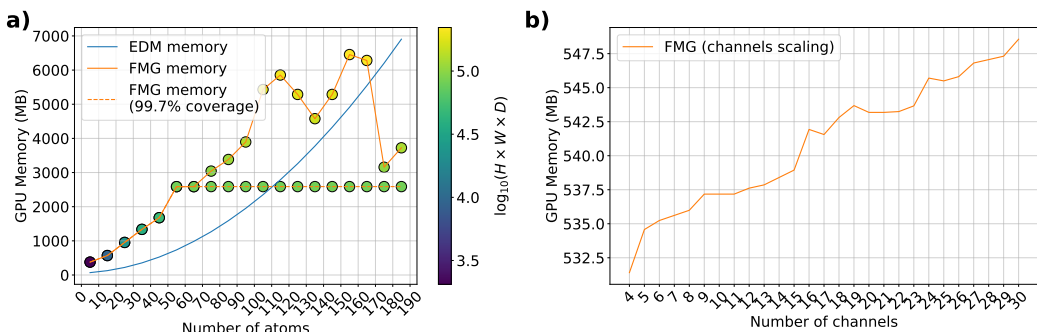 a)
7000
6000
5000
4000
3000
2000
1000
0
GPU Memory (MB)
EDM memory
FMG memory
FMG memory
(99.7% coverage)
0 10 20 30 40 50 60 70 80 90 100 110 120 130 140 150 160 170 180 190
Number of atoms
5.0
4.5
4.0
3.5
log10(H × W × D)
b)
547.5
545.0
542.5
540.0
537.5
535.0
532.5
GPU Memory (MB)
FMG (channels scaling)
4 5 6 7 8 9 10 11 12 13 14 15 16 17 18 19 20 21 22 23 24 25 26 27 28 29 30
Number of channels